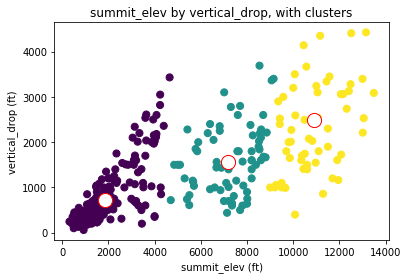 summit_elev by vertical_drop, with clusters
vertical_drop (ft)
4000
3000
2000
1000
0
0 2000 4000 6000 8000 10000 12000 14000
summit_elev (ft)